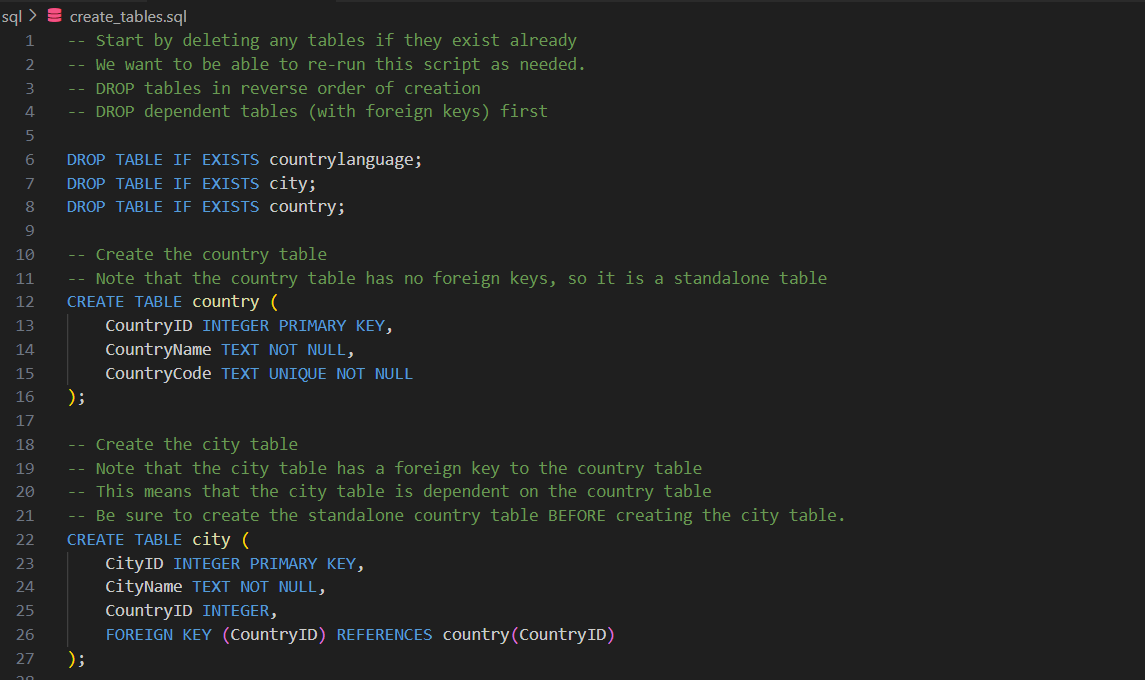 sql > create_tables.sql
1 -- Start by deleting any tables if they exist already
2 -- We want to be able to re-run this script as needed.
3 -- DROP tables in reverse order of creation
4 -- DROP dependent tables (with foreign keys) first
5
6 DROP TABLE IF EXISTS countrylanguage;
7 DROP TABLE IF EXISTS city;
8 DROP TABLE IF EXISTS country;
9
10 -- Create the country table
11 -- Note that the country table has no foreign keys, so it is a standalone table
12 CREATE TABLE country (
13     CountryID INTEGER PRIMARY KEY,
14     CountryName TEXT NOT NULL,
15     CountryCode TEXT UNIQUE NOT NULL
16 );
17
18 -- Create the city table
19 -- Note that the city table has a foreign key to the country table
20 -- This means that the city table is dependent on the country table
21 -- Be sure to create the standalone country table BEFORE creating the city table.
22 CREATE TABLE city (
23     CityID INTEGER PRIMARY KEY,
24     CityName TEXT NOT NULL,
25     CountryID INTEGER,
26     FOREIGN KEY (CountryID) REFERENCES country(CountryID)
27 );